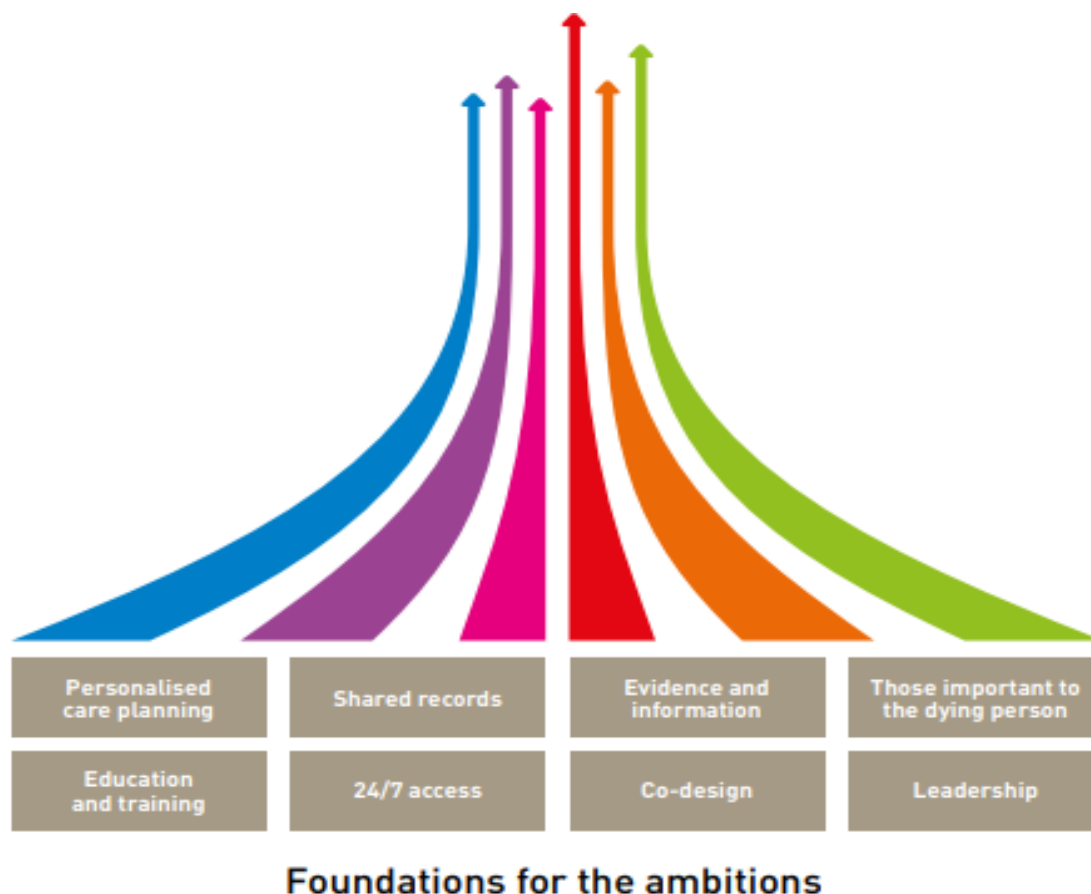 Personalised
care planning
Shared records
Evidence and
information
Those important to
the dying person
Education
and training
24/7 access
Co-design
Leadership
Foundations for the ambitions